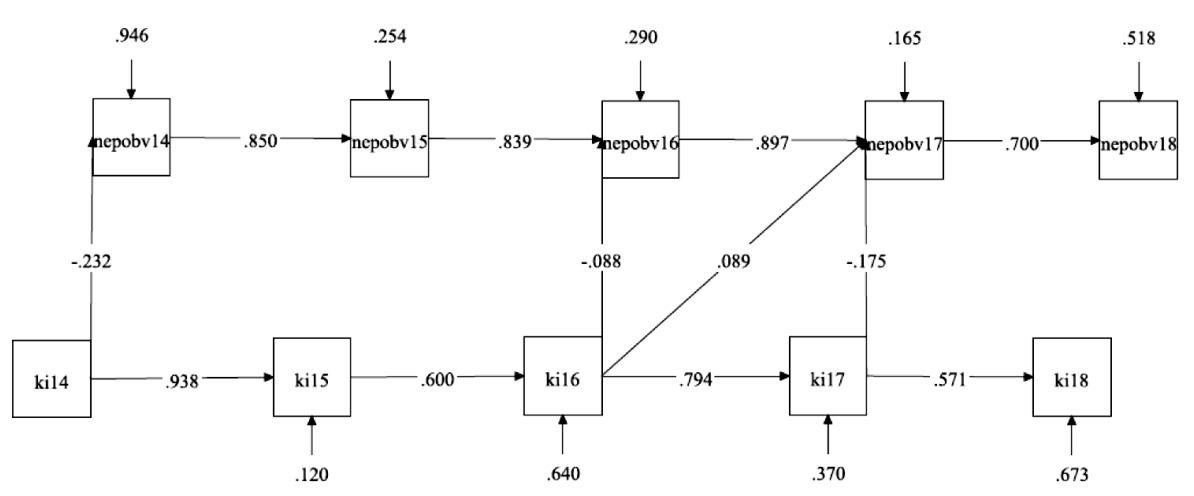 .946 .254 .290 .165 .518
nepobv14 .850 nepobv15 .839 nepobv16 .897 nepobv17 .700 nepobv18
-.232 -.088 .089 -.175
ki14 .938 ki15 .600 ki16 .794 ki17 .571 ki18
.120 .640 .370 .673